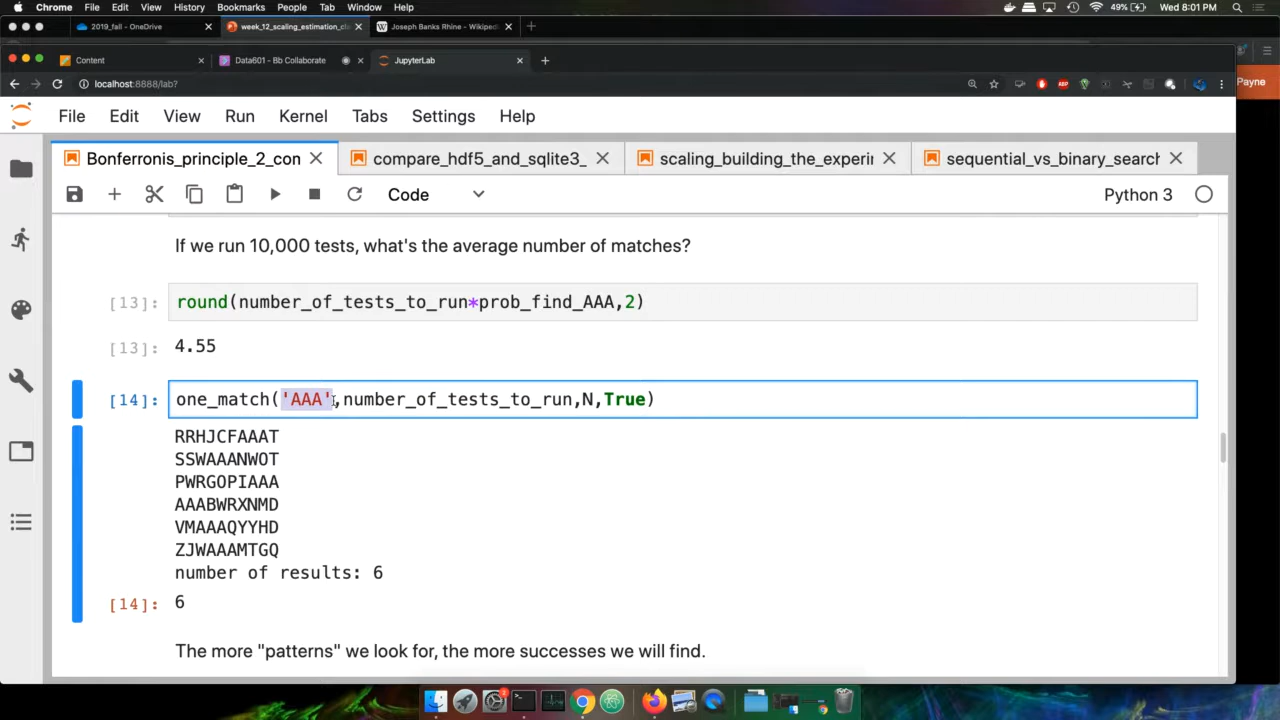 Chrome File Edit View History Bookmarks People Tab Window Help 49% Wed 8:01 PM
2019_fall - OneDrive week_12_scaling_estimation_cl Joseph Banks Rhine - Wikiped
Content Data601 - Bb Collaborate JupyterLab
localhost:8888/lab? Payne
File Edit View Run Kernel Tabs Settings Help
Bonferronis_principle_2_con compare_hdf5_and_sqlite3_ scaling_building_the_experi sequential_vs_binary_search
Code Python 3
If we run 10,000 tests, what's the average number of matches?
[13]: round(number_of_tests_to_run*prob_find_AAA,2)
[13]: 4.55
[14]: one_match('AAA',number_of_tests_to_run,N,True)
RRHJCFAAAT
SSWAAANWOT
PWRGOPIAAA
AAABWRXNMD
VMAAAQYYHD
ZJWAAAMTGQ
number of results: 6
[14]: 6
The more "patterns" we look for, the more successes we will find.